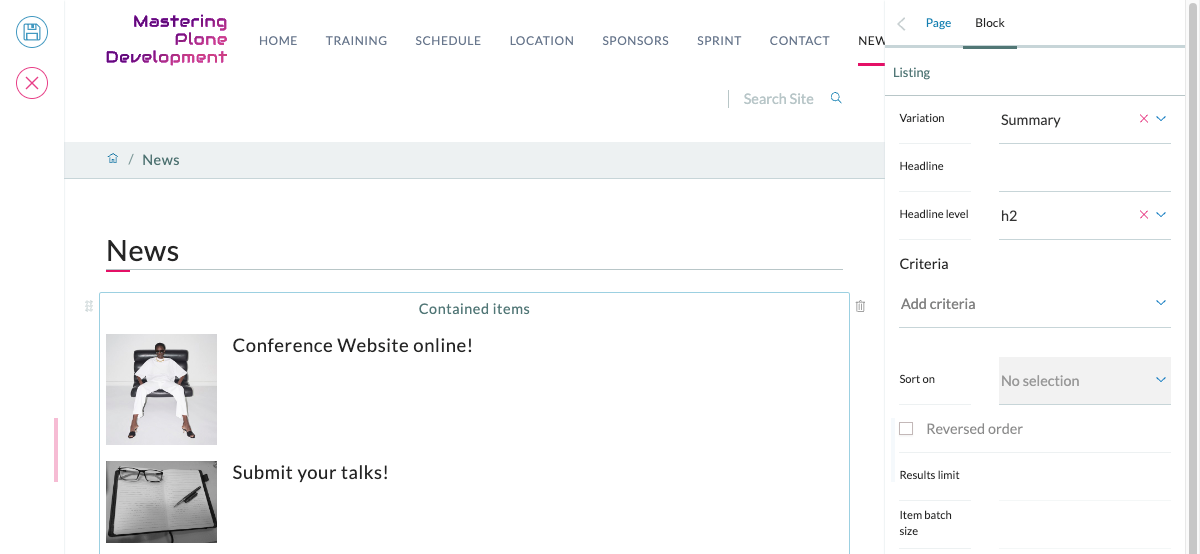 Mastering
Plone
Development
HOME TRAINING SCHEDULE LOCATION SPONSORS SPRINT CONTACT NEW
Search Site
/ News
News
Contained items
Conference Website online!
Submit your talks!
Page Block
Listing
Variation Summary
Headline
Headline level h2
Criteria
Add criteria
Sort on No selection
Reversed order
Results limit
Item batch
size